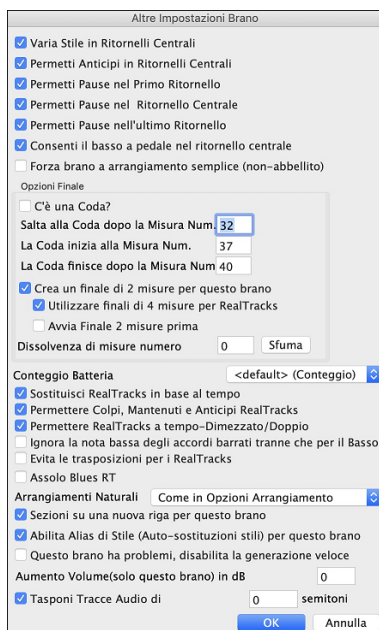 Altre Impostazioni Brano
Varia Stile in Ritornelli Centrali
Permetti Anticipi in Ritornelli Centrali
Permetti Pause nel Primo Ritornello
Permetti Pause nel Ritornello Centrale
Permetti Pause nell'ultimo Ritornello
Consenti il basso a pedale nel ritornello centrale
Forza brano a arrangiamento semplice (non-abbellito)
Opzioni Finale
C'è una Coda?
Salta alla Coda dopo la Misura Num. 32
La Coda inizia alla Misura Num. 37
La Coda finisce dopo la Misura Num 40
Crea un finale di 2 misure per questo brano
Utilizzare finali di 4 misure per RealTracks
Avvia Finale 2 misure prima
Dissolvenza di misure numero 0 Sfuma
Conteggio Batteria <default> (Conteggio)
Sostituisci RealTracks in base al tempo
Permettere Colpi, Mantenuti e Anticipi RealTracks
Permettere RealTracks a tempo-Dimezzato/Doppio
Ignora la nota bassa degli accordi barrati tranne che per il Basso
Evita le trasposizioni per i RealTracks
Assolo Blues RT
Arrangiamenti Naturali Come in Opzioni Arrangiamento
Sezioni su una nuova riga per questo brano
Abilita Alias di Stile (Auto-sostituzioni stili) per questo brano
Questo brano ha problemi, disabilita la generazione veloce
Aumento Volume(solo questo brano) in dB 0
Tasponi Tracce Audio di 0 semitoni
OK Annulla